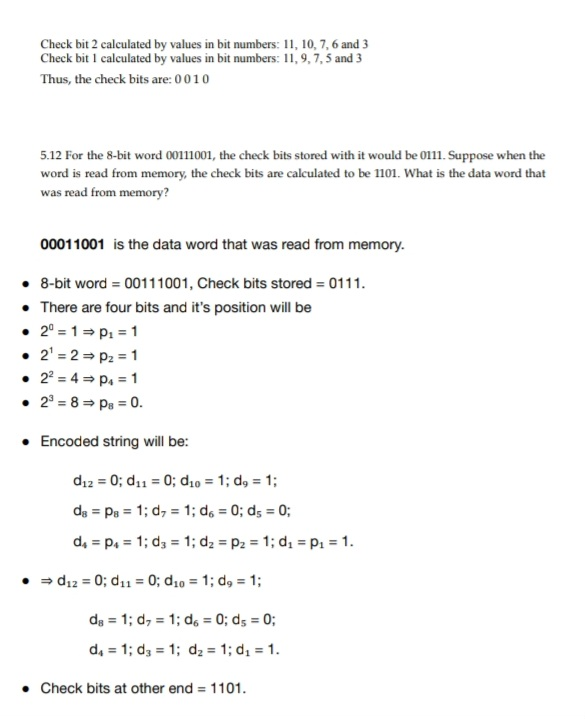 Check bit 2 calculated by values in bit numbers: 11, 10, 7, 6 and 3
Check bit 1 calculated by values in bit numbers: 11, 9, 7, 5 and 3
Thus, the check bits are: 0 0 1 0
5.12 For the 8-bit word 00111001, the check bits stored with it would be 0111. Suppose when the
word is read from memory, the check bits are calculated to be 1101. What is the data word that
was read from memory?
00011001 is the data word that was read from memory.
• 8-bit word = 00111001, Check bits stored = 0111.
• There are four bits and it's position will be
• 2⁰ = 1 ⇒ p₁ = 1
• 2¹ = 2 ⇒ p₂ = 1
• 2² = 4 ⇒ p₄ = 1
• 2³ = 8 ⇒ p₈ = 0.
• Encoded string will be:
d₁₂ = 0; d₁₁ = 0; d₁₀ = 1; d₉ = 1;
d₈ = p₈ = 1; d₇ = 1; d₆ = 0; d₅ = 0;
d₄ = p₄ = 1; d₃ = 1; d₂ = p₂ = 1; d₁ = p₁ = 1.
• ⇒ d₁₂ = 0; d₁₁ = 0; d₁₀ = 1; d₉ = 1;
d₈ = 1; d₇ = 1; d₆ = 0; d₅ = 0;
d₄ = 1; d₃ = 1; d₂ = 1; d₁ = 1.
• Check bits at other end = 1101.